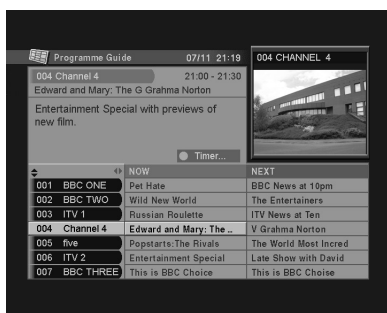 Programme Guide 07/11 21:19
004 CHANNEL 4
004 Channel 4 21:00 - 21:30
Edward and Mary: The G Grahma Norton
Entertainment Special with previews of
new film.
Timer...
NOW NEXT
001 BBC ONE Pet Hate BBC News at 10pm
002 BBC TWO Wild New World The Entertainers
003 ITV 1 Russian Roulette ITV News at Ten
004 Channel 4 Edward and Mary: The .. V Grahma Norton
005 five Popstarts:The Rivals The World Most Incred
006 ITV 2 Entertainment Special Late Show with David
007 BBC THREE This is BBC Choice This is BBC Choise